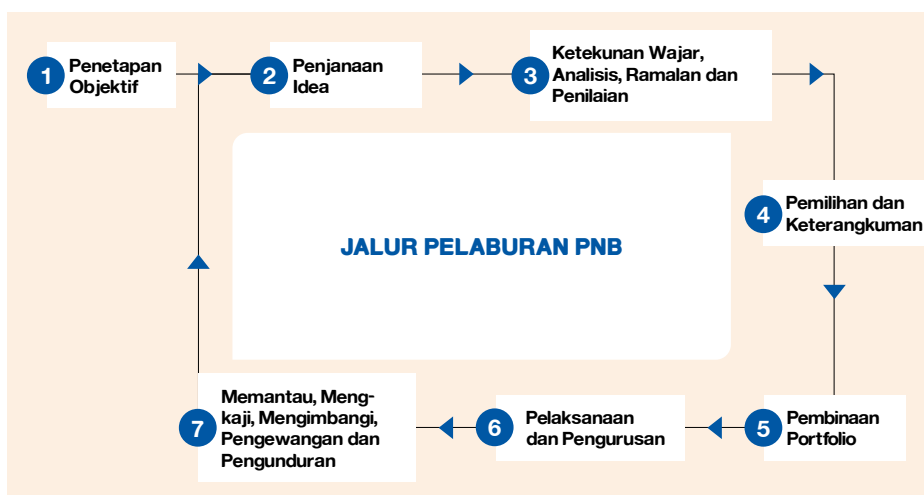 1 Penetapan
Objektif
2 Penjanaan
Idea
3 Ketekunan Wajar,
Analisis, Ramalan dan
Penilaian
4 Pemilihan dan
Keterangkuman
JALUR PELABURAN PNB
5 Pembinaan
Portfolio
6 Pelaksanaan
dan Pengurusan
7 Memantau, Meng-
kaji, Mengimbangi,
Pengewangan dan
Pengunduran